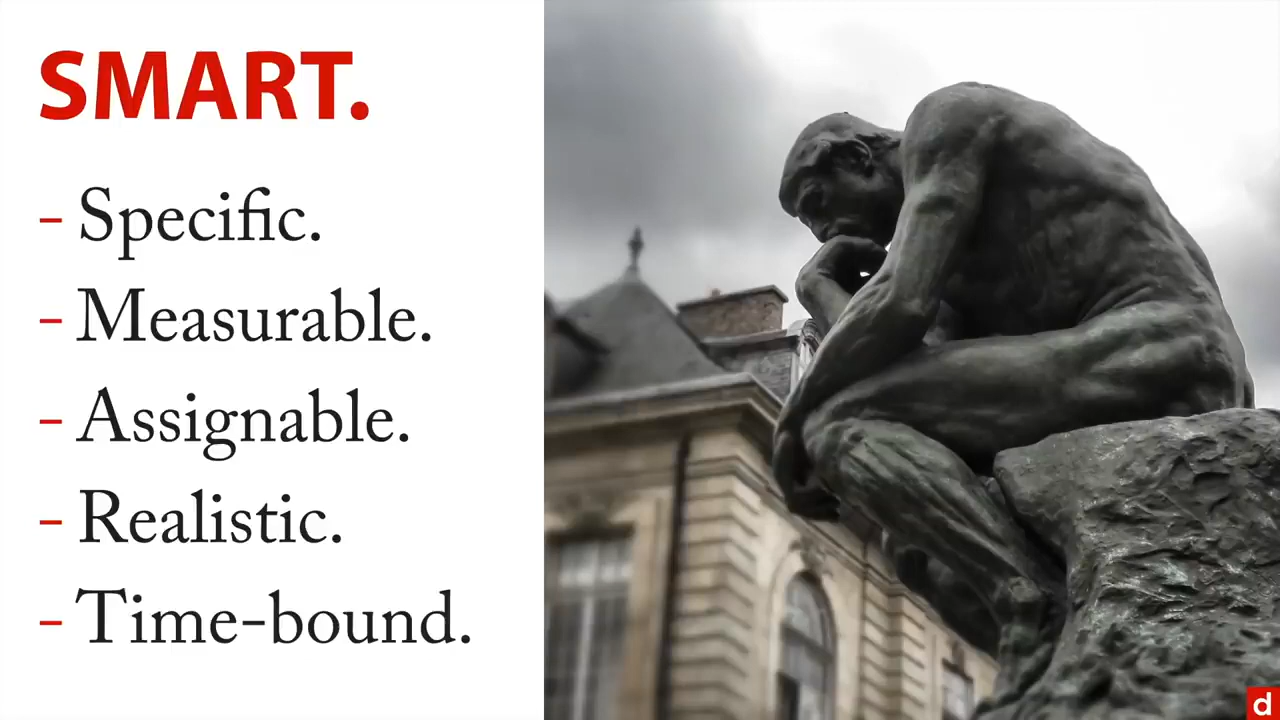 SMART.
- Specific.
- Measurable.
- Assignable.
- Realistic.
- Time-bound.
d